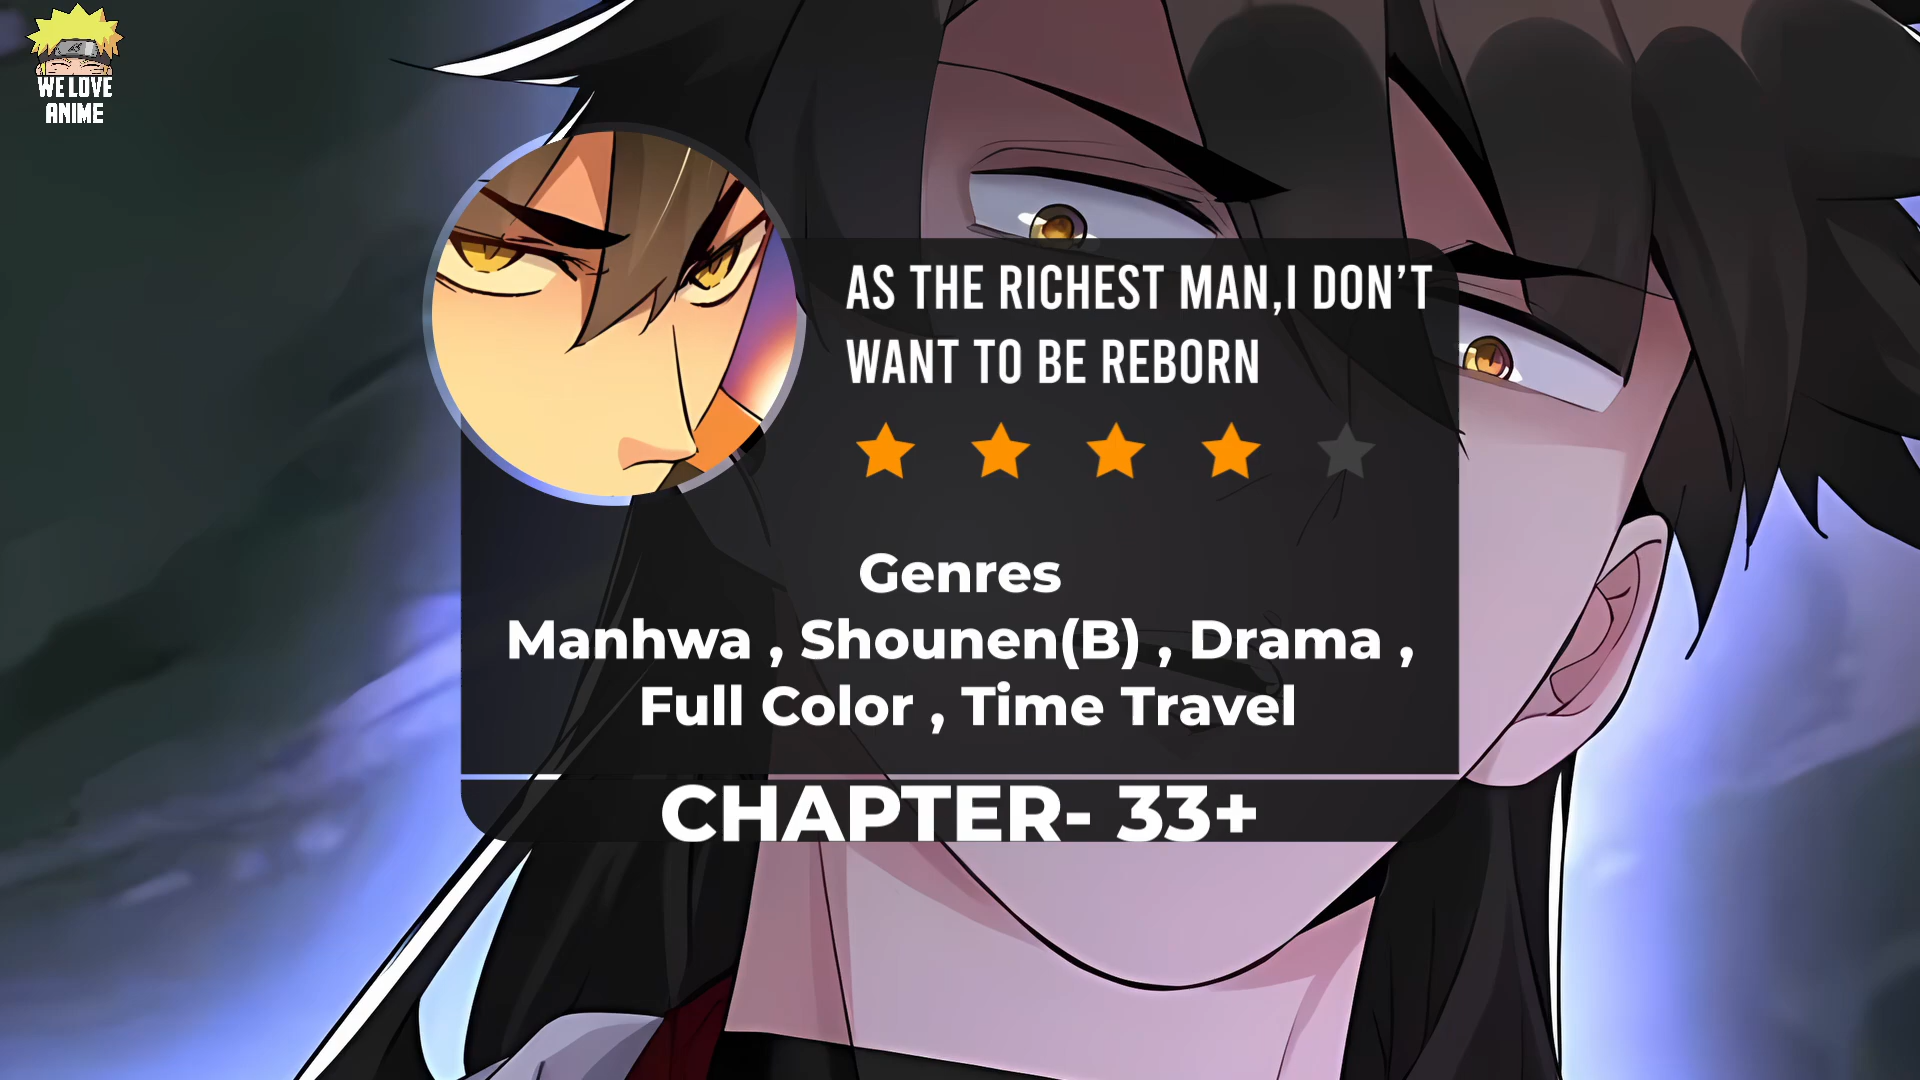 WE LOVE
ANIME
AS THE RICHEST MAN,I DON'T
WANT TO BE REBORN
Genres
Manhwa , Shounen(B) , Drama ,
Full Color , Time Travel
CHAPTER- 33+